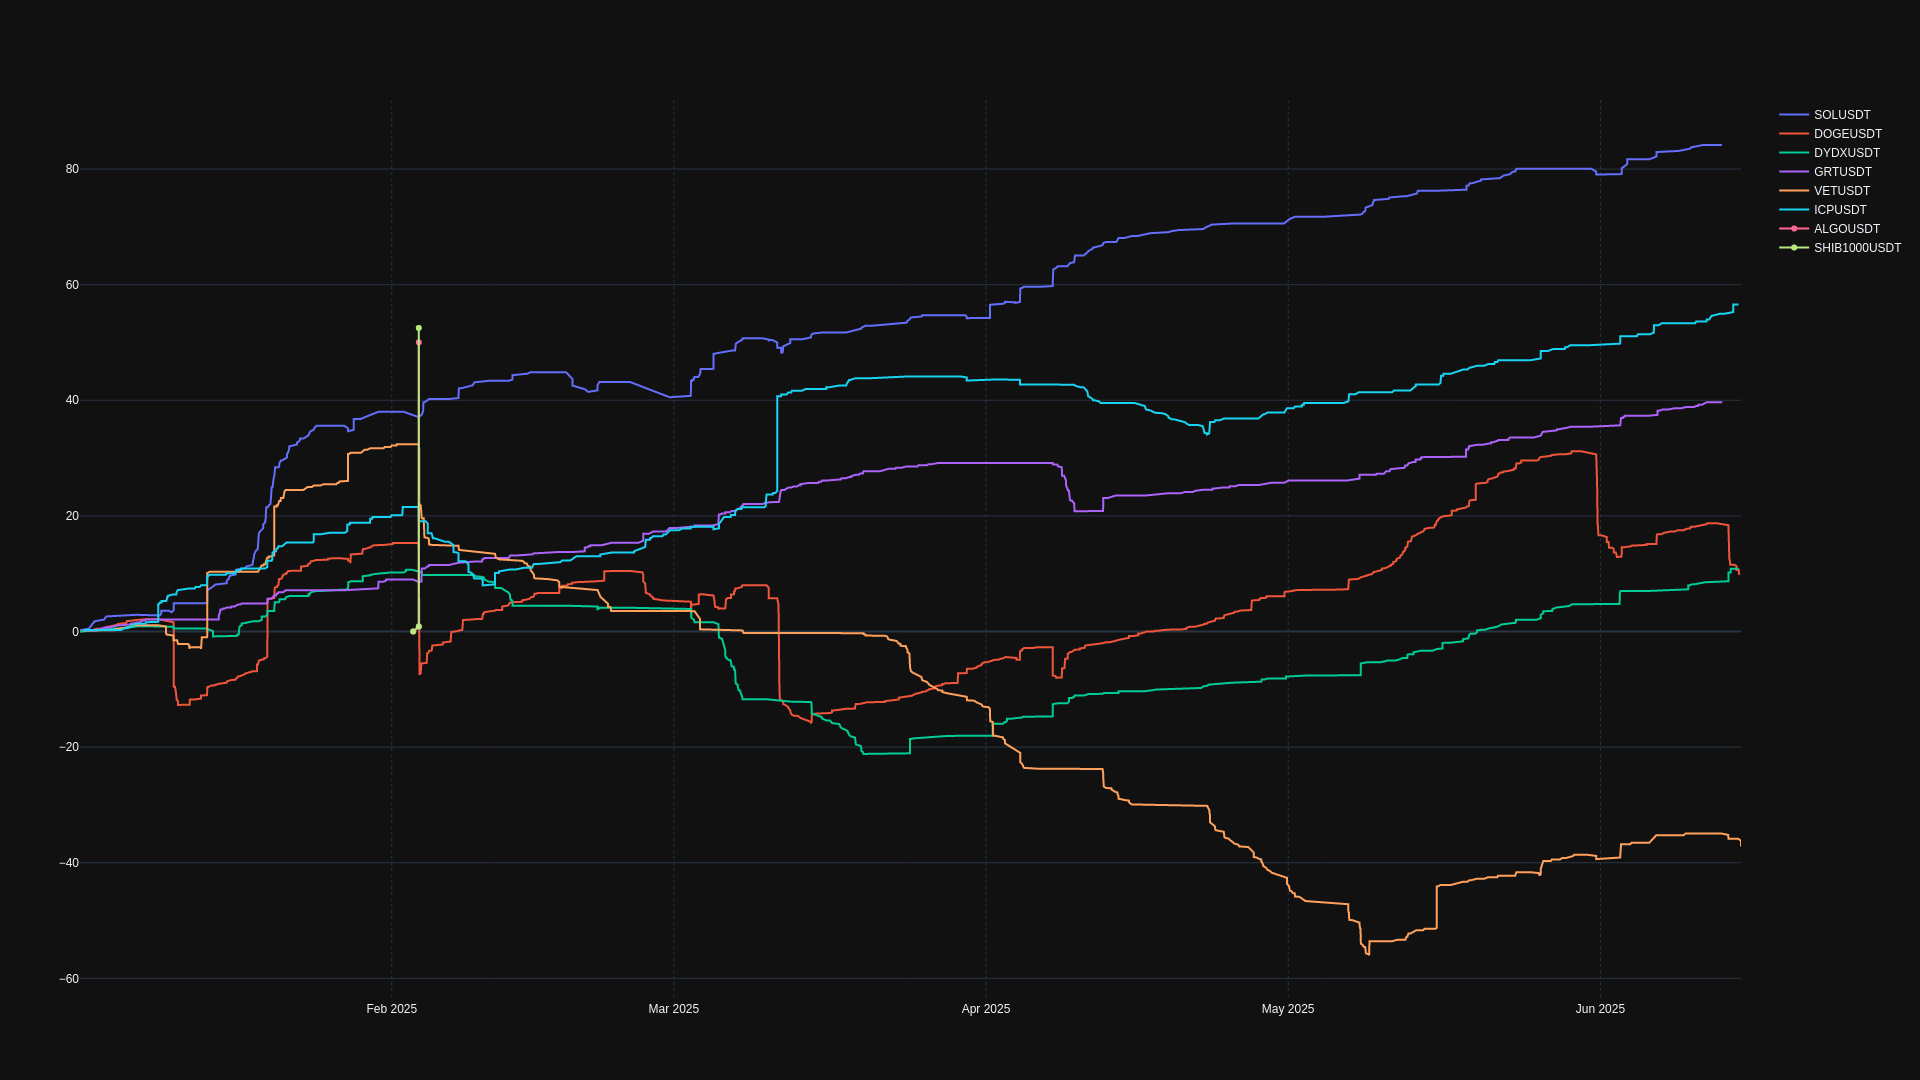 80
60
40
20
0
−20
−40
−60
Feb 2025
Mar 2025
Apr 2025
May 2025
Jun 2025
SOLUSDT
DOGEUSDT
DYDXUSDT
GRTUSDT
VETUSDT
ICPUSDT
ALGOUSDT
SHIB1000USDT